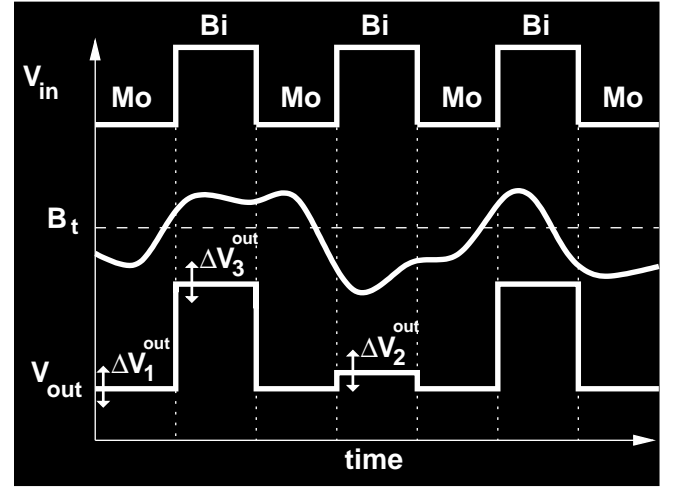 Bi Bi Bi
V_in
Mo Mo Mo Mo
B_t
ΔV_3^out
ΔV_2^out
ΔV_1^out
V_out
time